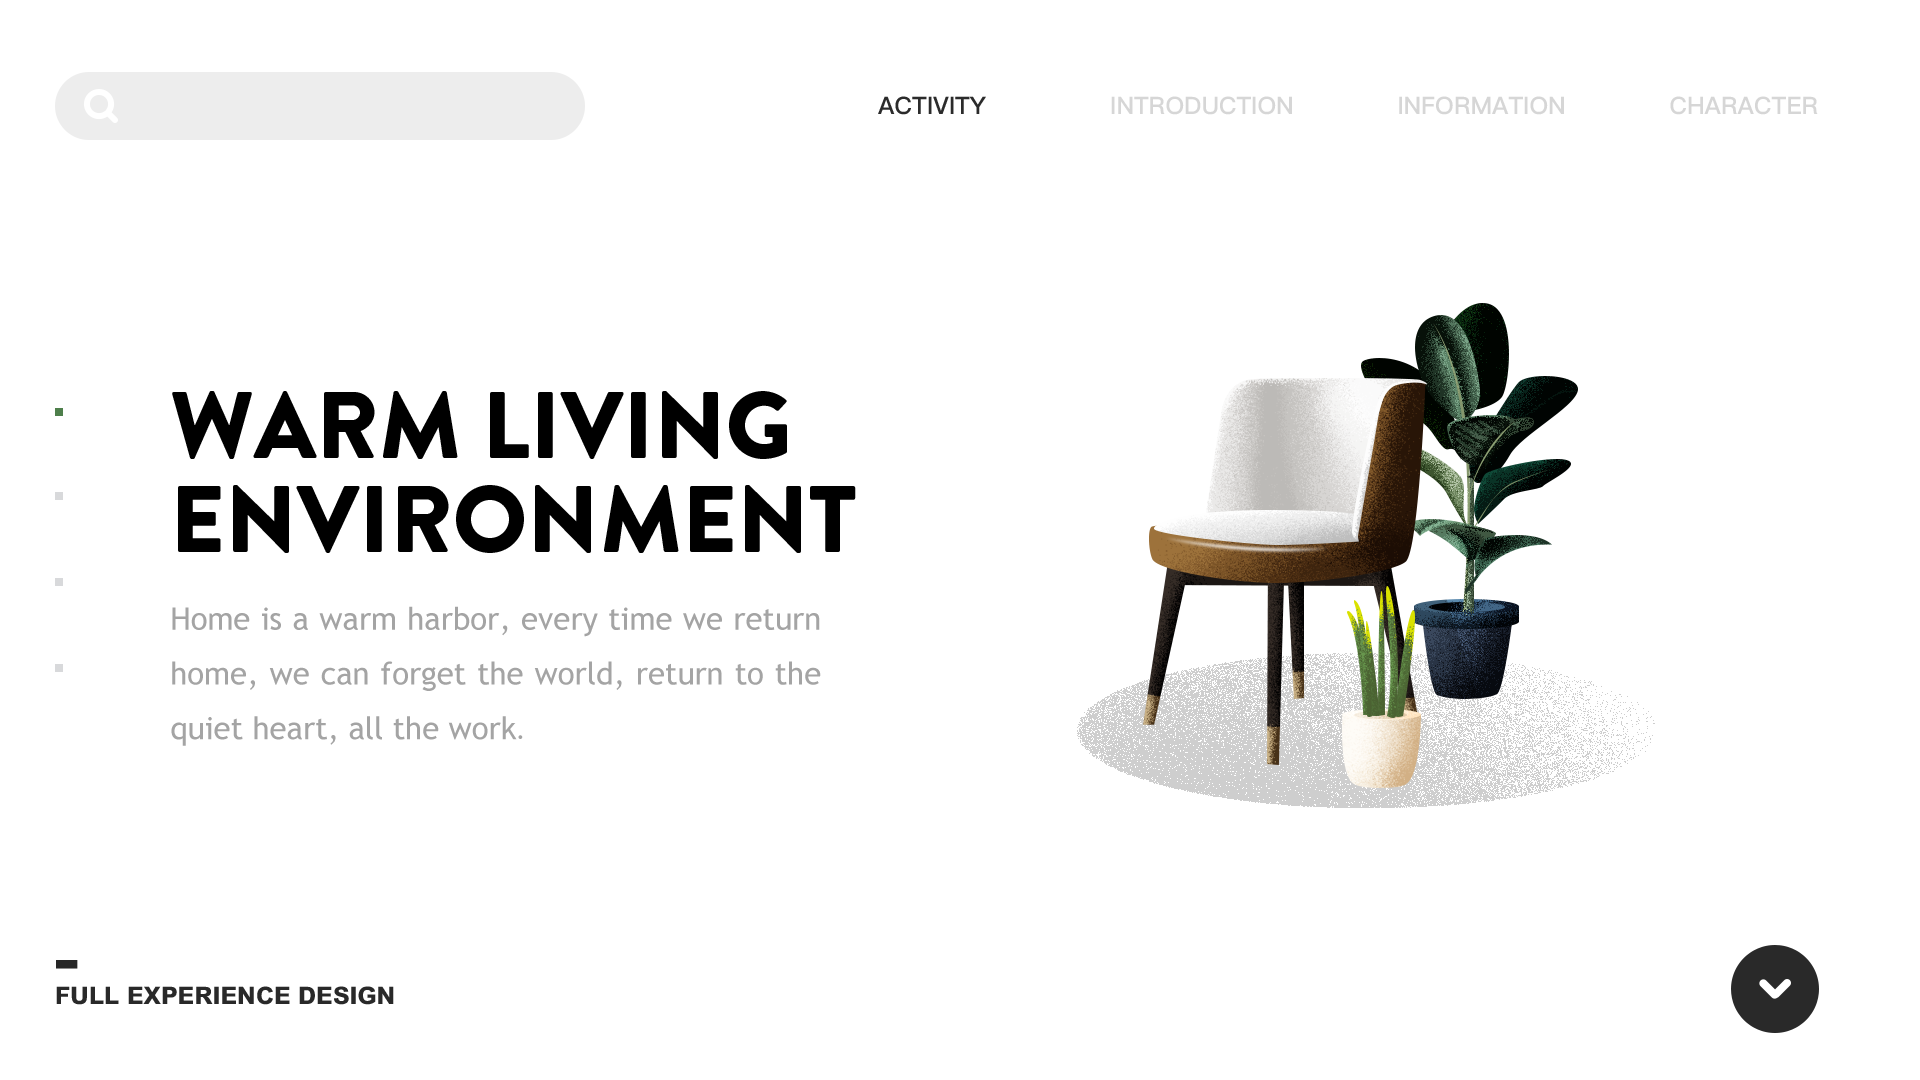 ACTIVITY
INTRODUCTION
INFORMATION
CHARACTER
WARM LIVING
ENVIRONMENT
Home is a warm harbor, every time we return
home, we can forget the world, return to the
quiet heart, all the work.
FULL EXPERIENCE DESIGN